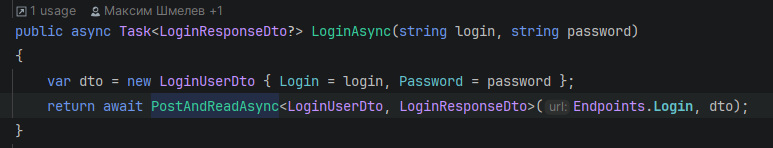 1 usage Максим Шмелев +1
public async Task<LoginResponseDto?> LoginAsync(string login, string password)
{
    var dto = new LoginUserDto { Login = login, Password = password };
    return await PostAndReadAsync<LoginUserDto, LoginResponseDto>( url: Endpoints.Login, dto);
}